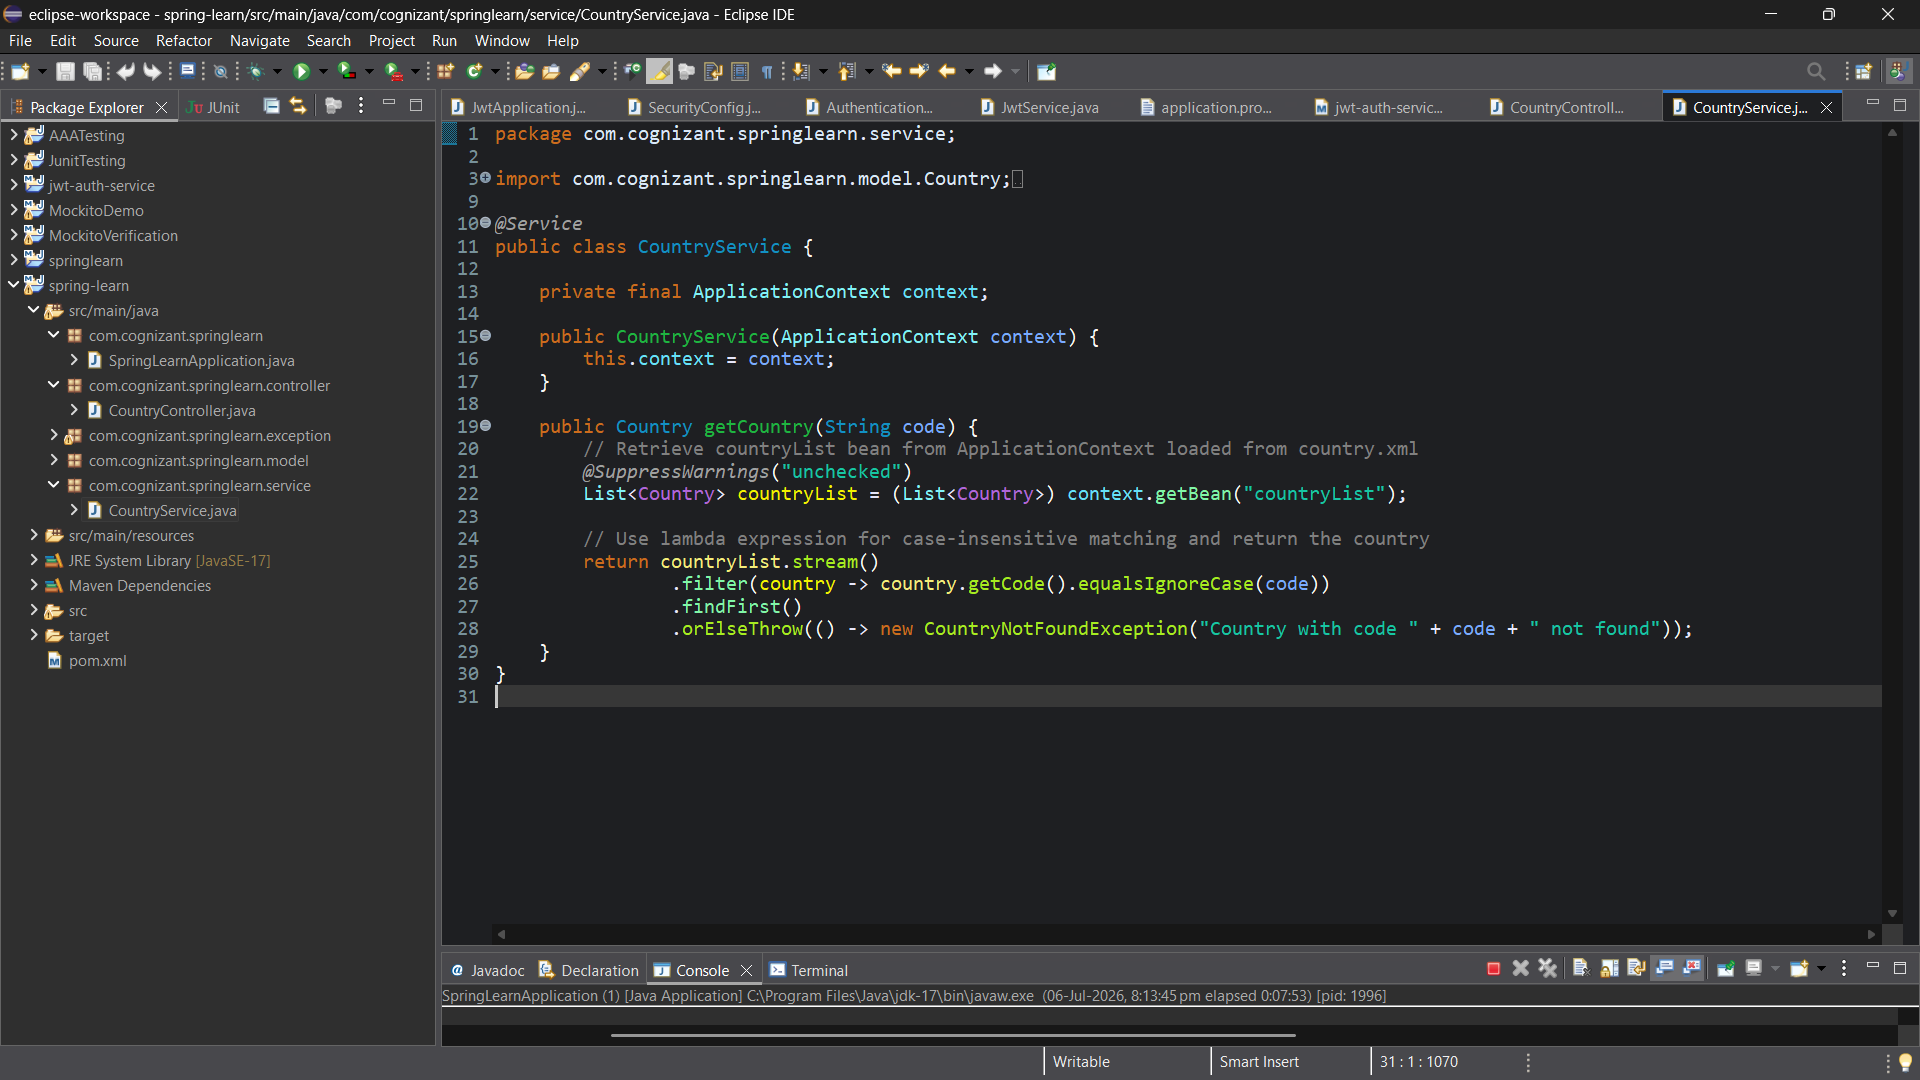 eclipse-workspace - spring-learn/src/main/java/com/cognizant/springlearn/service/CountryService.java - Eclipse IDE
File Edit Source Refactor Navigate Search Project Run Window Help
Package Explorer
JUnit
JwtApplication.j...
SecurityConfig.j...
Authentication...
JwtService.java
application.pro...
jwt-auth-servic...
CountryControll...
CountryService.j...
AAATesting
JunitTesting
jwt-auth-service
MockitoDemo
MockitoVerification
springlearn
spring-learn
src/main/java
com.cognizant.springlearn
SpringLearnApplication.java
com.cognizant.springlearn.controller
CountryController.java
com.cognizant.springlearn.exception
com.cognizant.springlearn.model
com.cognizant.springlearn.service
CountryService.java
src/main/resources
JRE System Library [JavaSE-17]
Maven Dependencies
src
target
pom.xml
1 package com.cognizant.springlearn.service;
2
3 import com.cognizant.springlearn.model.Country;
9
10 @Service
11 public class CountryService {
12
13 private final ApplicationContext context;
14
15 public CountryService(ApplicationContext context) {
16 this.context = context;
17 }
18
19 public Country getCountry(String code) {
20 // Retrieve countryList bean from ApplicationContext loaded from country.xml
21 @SuppressWarnings("unchecked")
22 List<Country> countryList = (List<Country>) context.getBean("countryList");
23
24 // Use lambda expression for case-insensitive matching and return the country
25 return countryList.stream()
26 .filter(country -> country.getCode().equalsIgnoreCase(code))
27 .findFirst()
28 .orElseThrow(() -> new CountryNotFoundException("Country with code " + code + " not found"));
29 }
30 }
31
Javadoc Declaration Console Terminal
SpringLearnApplication (1) [Java Application] C:\Program Files\Java\jdk-17\bin\javaw.exe (06-Jul-2026, 8:13:45 pm elapsed 0:07:53) [pid: 1996]
Writable
Smart Insert
31 : 1 : 1070